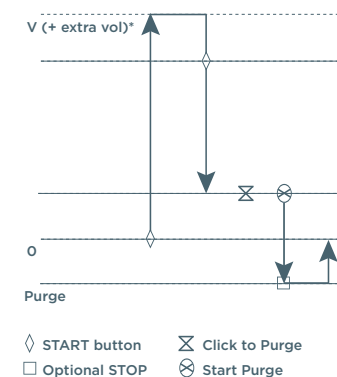 V (+ extra vol)*
0
Purge
START button
Click to Purge
Optional STOP
Start Purge